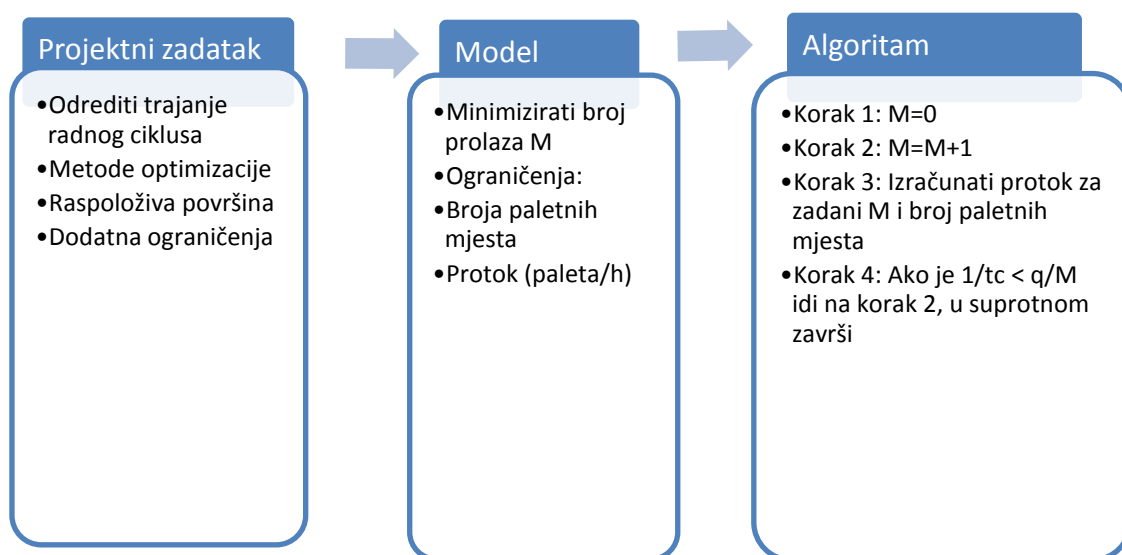 Projektni zadatak
•Odrediti trajanje
radnog ciklusa
•Metode optimizacije
•Raspoloživa površina
•Dodatna ograničenja
Model
•Minimizirati broj
prolaza M
•Ograničenja:
•Broja paletnih
mjesta
•Protok (paleta/h)
Algoritam
•Korak 1: M=0
•Korak 2: M=M+1
•Korak 3: Izračunati protok za
zadani M i broj paletnih
mjesta
•Korak 4: Ako je 1/tc < q/M
idi na korak 2, u suprotnom
završi